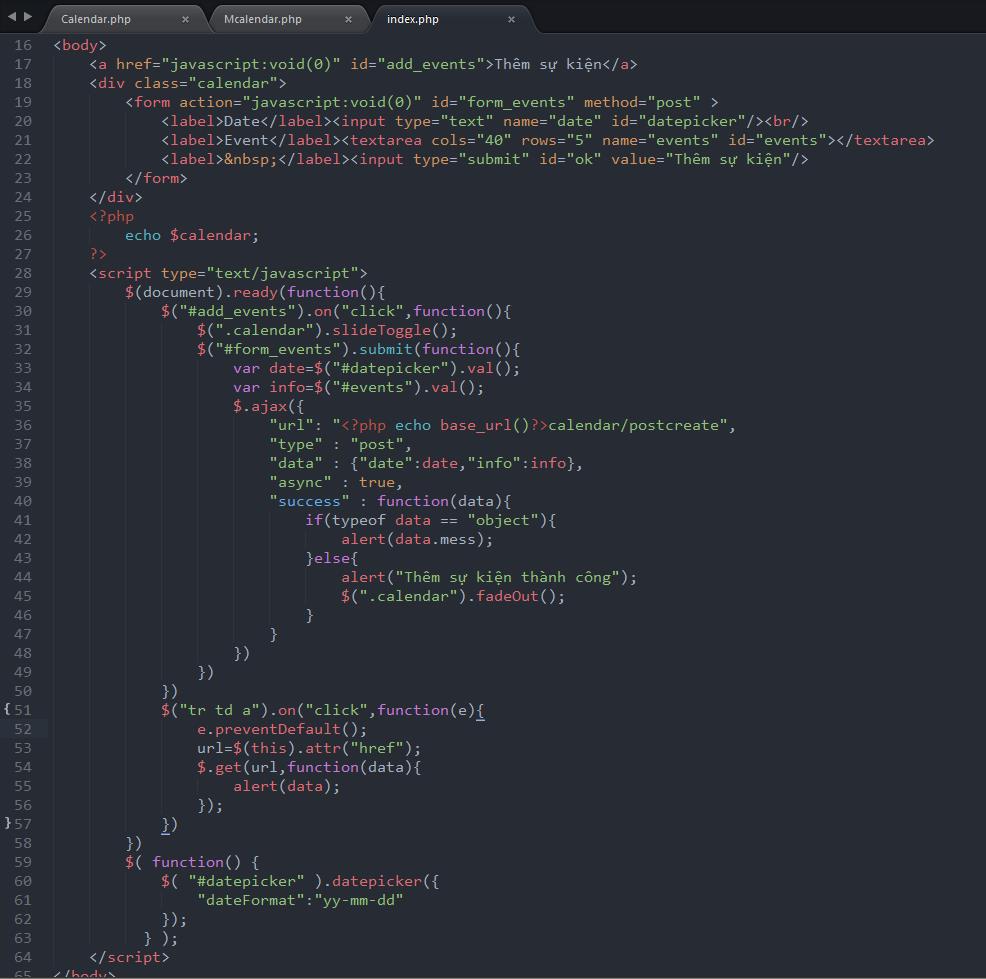 Calendar.php × Mcalendar.php × index.php ×
16 <body>
17 <a href="javascript:void(0)" id="add_events">Thêm sự kiện</a>
18 <div class="calendar">
19 <form action="javascript:void(0)" id="form_events" method="post" >
20 <label>Date</label><input type="text" name="date" id="datepicker"/><br/>
21 <label>Event</label><textarea cols="40" rows="5" name="events" id="events"></textarea>
22 <label>&nbsp;</label><input type="submit" id="ok" value="Thêm sự kiện"/>
23 </form>
24 </div>
25 <?php
26 echo $calendar;
27 ?>
28 <script type="text/javascript">
29 $(document).ready(function(){
30 $("#add_events").on("click",function(){
31 $(".calendar").slideToggle();
32 $("#form_events").submit(function(){
33 var date=$("#datepicker").val();
34 var info=$("#events").val();
35 $.ajax({
36 "url": "<?php echo base_url()?>calendar/postcreate",
37 "type" : "post",
38 "data" : {"date":date,"info":info},
39 "async" : true,
40 "success" : function(data){
41 if(typeof data == "object"){
42 alert(data.mess);
43 }else{
44 alert("Thêm sự kiện thành công");
45 $(".calendar").fadeOut();
46 }
47 }
48 })
49 })
50 })
{ 51 $("tr td a").on("click",function(e){
52 e.preventDefault();
53 url=$(this).attr("href");
54 $.get(url,function(data){
55 alert(data);
56 });
} 57 })
58 })
59 $( function() {
60 $( "#datepicker" ).datepicker({
61 "dateFormat":"yy-mm-dd"
62 });
63 } );
64 </script>
65 </body>